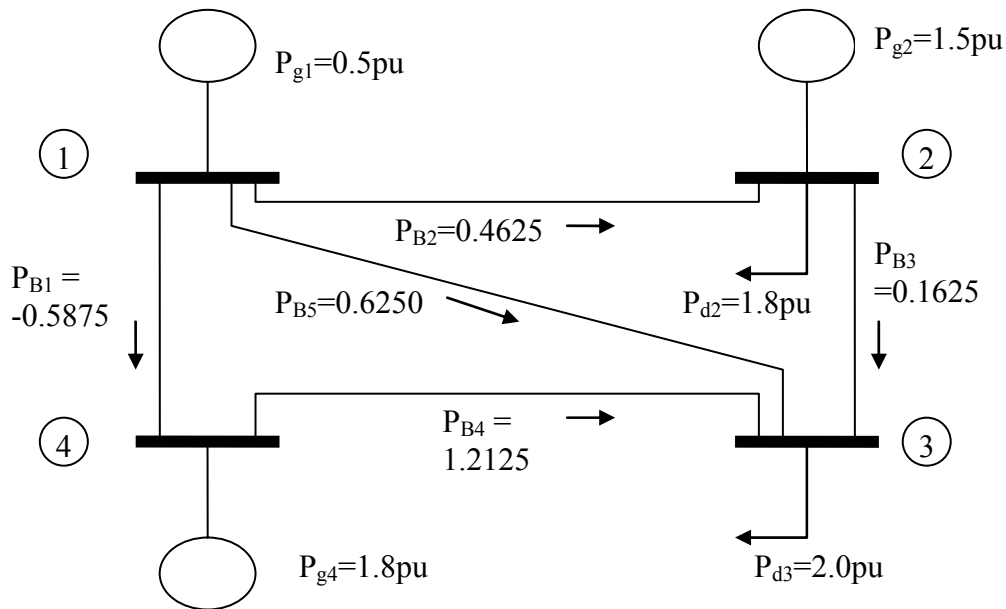 P_g1=0.5pu
P_g2=1.5pu
1
2
P_B2=0.4625
P_B1 =
-0.5875
P_B5=0.6250
P_d2=1.8pu
P_B3
=0.1625
4
P_B4 =
1.2125
3
P_g4=1.8pu
P_d3=2.0pu